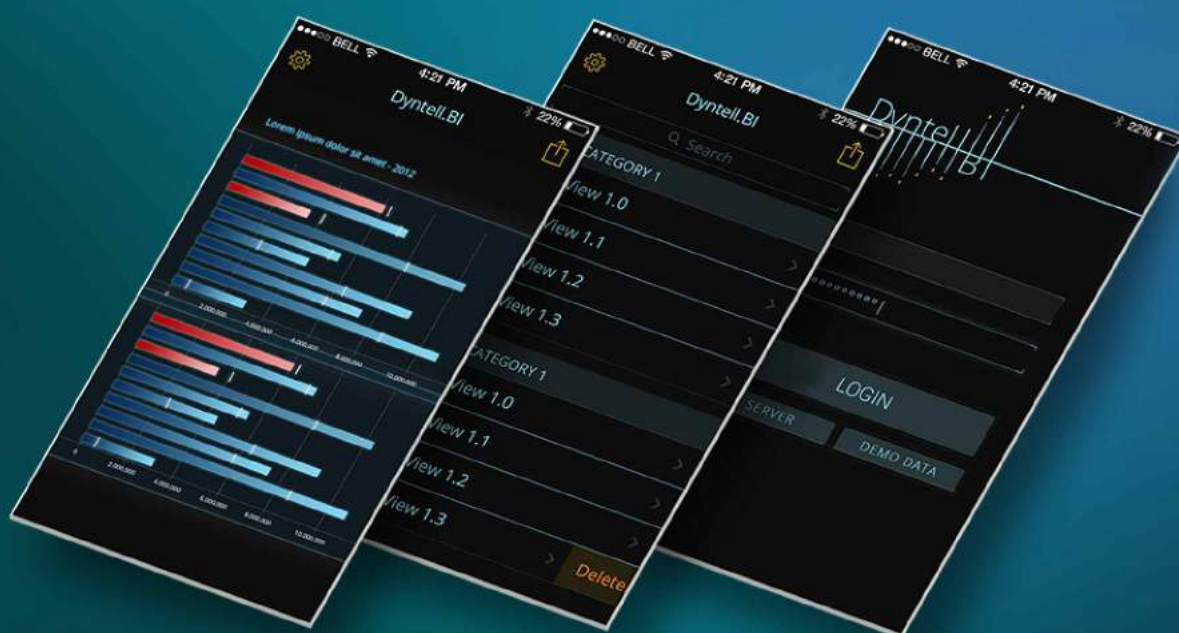 ●●●○○ BELL
4:21 PM
22%
Dyntell.BI
Lorem ipsum dolor sit amet - 2012
0
2.000.000
4.000.000
6.000.000
8.000.000
10.000.000
0
2.000.000
4.000.000
6.000.000
8.000.000
10.000.000
●●●○○ BELL
4:21 PM
22%
Dyntell.BI
Search
CATEGORY 1
View 1.0
View 1.1
View 1.2
View 1.3
CATEGORY 1
View 1.0
View 1.1
View 1.2
View 1.3
Delete
●●●○○ BELL
4:21 PM
22%
Dyntell
BI
LOGIN
SERVER
DEMO DATA